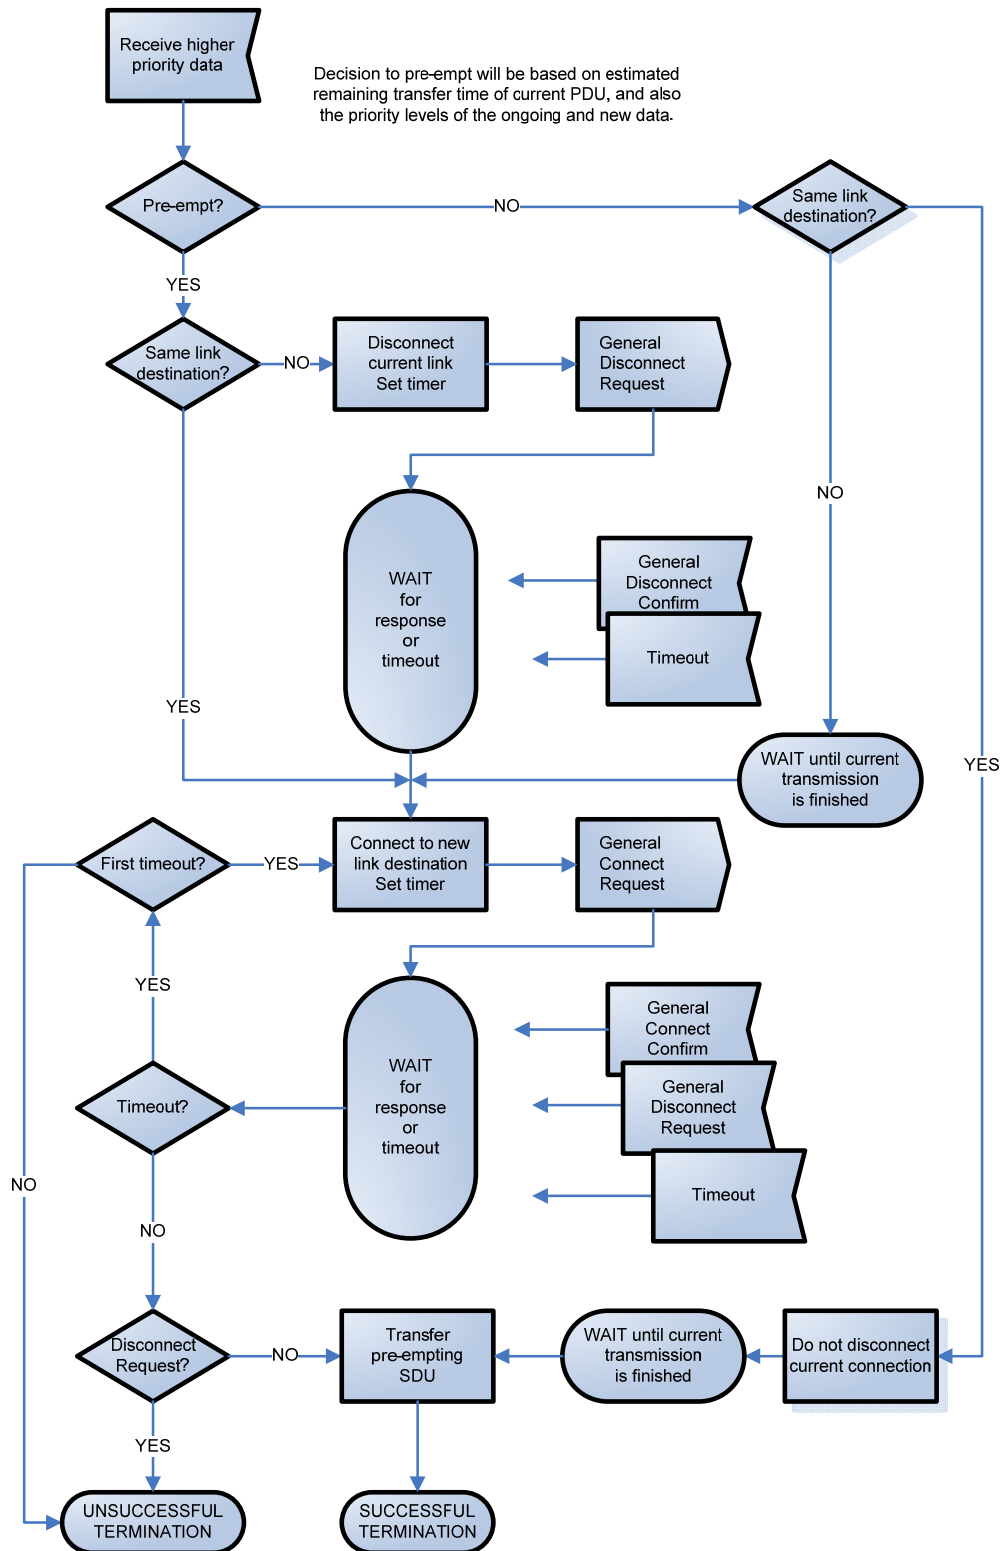 Receive higher
priority data
Decision to pre-empt will be based on estimated
remaining transfer time of current PDU, and also
the priority levels of the ongoing and new data.
Pre-empt?
NO
Same link
destination?
YES
Same link
destination?
NO
Disconnect
current link
Set timer
General
Disconnect
Request
NO
WAIT
for
response
or
timeout
General
Disconnect
Confirm
Timeout
YES
WAIT until current
transmission
is finished
YES
First timeout?
YES
Connect to new
link destination
Set timer
General
Connect
Request
YES
WAIT
for
response
or
timeout
General
Connect
Confirm
General
Disconnect
Request
Timeout
Timeout?
NO
NO
Disconnect
Request?
NO
Transfer
pre-empting
SDU
WAIT until current
transmission
is finished
Do not disconnect
current connection
YES
UNSUCCESSFUL
TERMINATION
SUCCESSFUL
TERMINATION